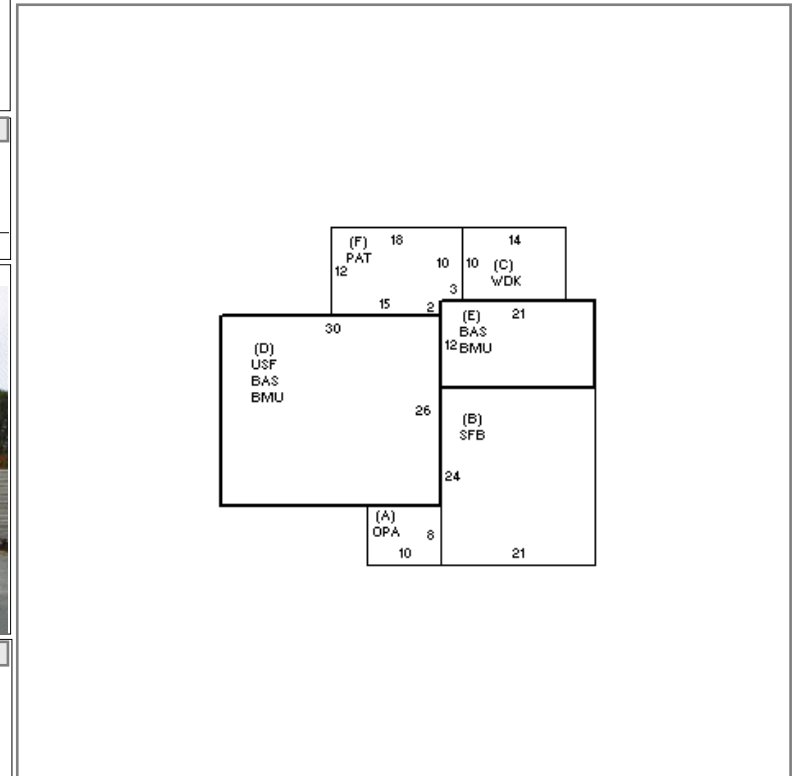 (F) 18 14
PAT 10 10 (C)
12 WDK
3
15 2 (E) 21
30 BAS
(D) 12 BMU
USF
BAS
BMU
26 (B)
SFB
24
(A)
OPA 8
10 21